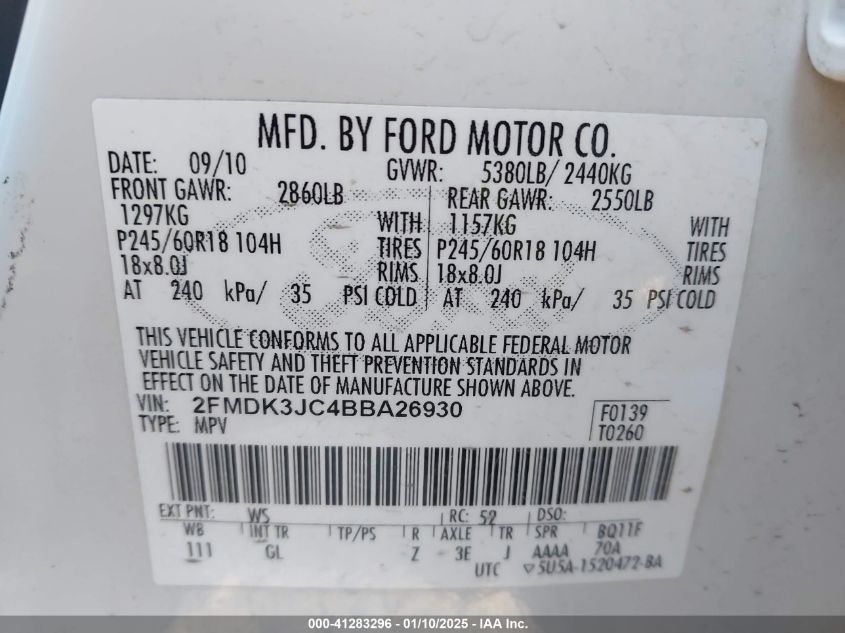 MFD. BY FORD MOTOR CO.
DATE: 09/10 GVWR: 5380LB/ 2440KG
FRONT GAWR: 2860LB REAR GAWR: 2550LB
1297KG WITH 1157KG WITH
P245/60R18 104H TIRES P245/60R18 104H TIRES
18x8.0J RIMS 18x8.0J RIMS
AT 240 kPa/ 35 PSI COLD AT 240 kPa/ 35 PSI COLD
THIS VEHICLE CONFORMS TO ALL APPLICABLE FEDERAL MOTOR
VEHICLE SAFETY AND THEFT PREVENTION STANDARDS IN
EFFECT ON THE DATE OF MANUFACTURE SHOWN ABOVE.
VIN: 2FMDK3JC4BBA26930 F0139
TYPE: MPV T0260
EXT PNT: WS RC: 52 DSO:
WB INT TR TP/PS R AXLE TR SPR BQ11F
111 GL Z 3E J AAAA 70A
UTC 5U5A-1520472-BA
000-41283296 - 01/10/2025 - IAA Inc.